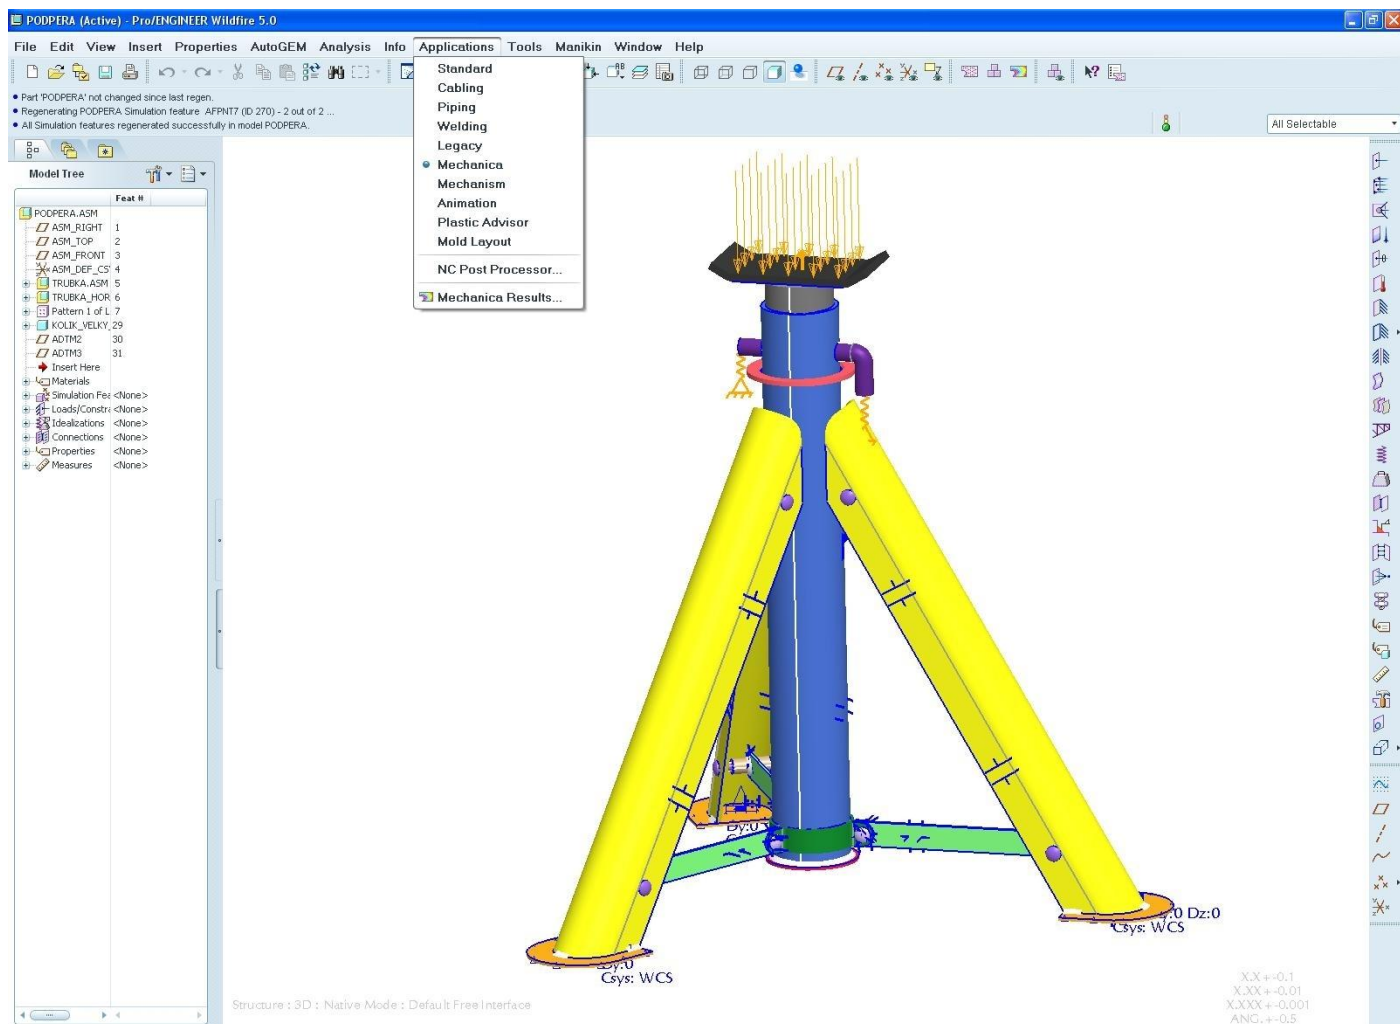 PODPERA (Active) - Pro/ENGINEER Wildfire 5.0
File Edit View Insert Properties AutoGEM Analysis Info Applications Tools Manikin Window Help
Standard
Cabling
Piping
Welding
Legacy
Mechanica
Mechanism
Animation
Plastic Advisor
Mold Layout
NC Post Processor...
Mechanica Results...
Part 'PODPERA' not changed since last regen.
Regenerating PODPERA Simulation feature AFPNT7 (ID 270) - 2 out of 2 ...
All Simulation features regenerated successfully in model PODPERA.
All Selectable
Model Tree
Feat #
PODPERA.ASM
ASM_RIGHT 1
ASM_TOP 2
ASM_FRONT 3
ASM_DEF_CS 4
TRUBKA.ASM 5
TRUBKA_HOR 6
Pattern 1 of L 7
KOLIK_VELKY 29
ADTM2 30
ADTM3 31
Insert Here
Materials
Simulation Fea <None>
Loads/Constr <None>
Idealizations <None>
Connections <None>
Properties <None>
Measures <None>
Dy:0
:0 Dz:0
Csys: WCS
Dy:0
Csys: WCS
Structure : 3D : Native Mode : Default Free Interface
X.X +-0.1
X.XX +-0.01
X.XXX +-0.001
ANG. +-0.5